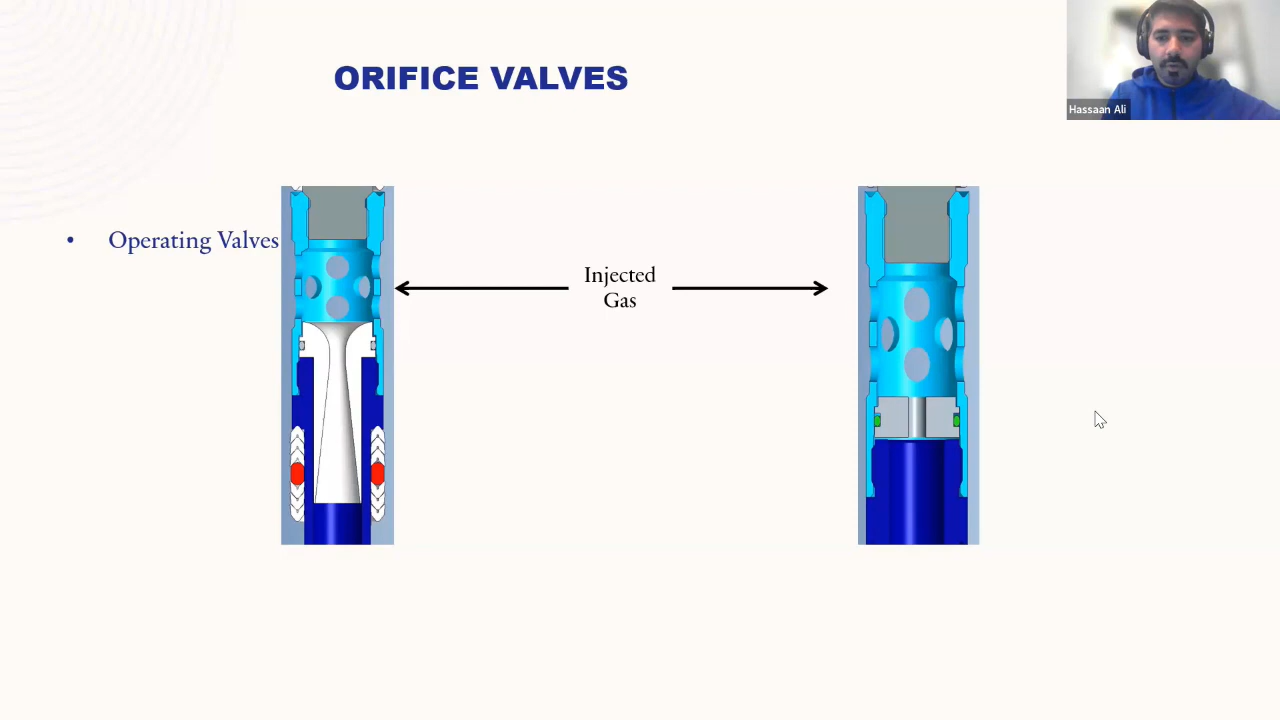 ORIFICE VALVES
Hassaan Ali
• Operating Valves
Injected
Gas